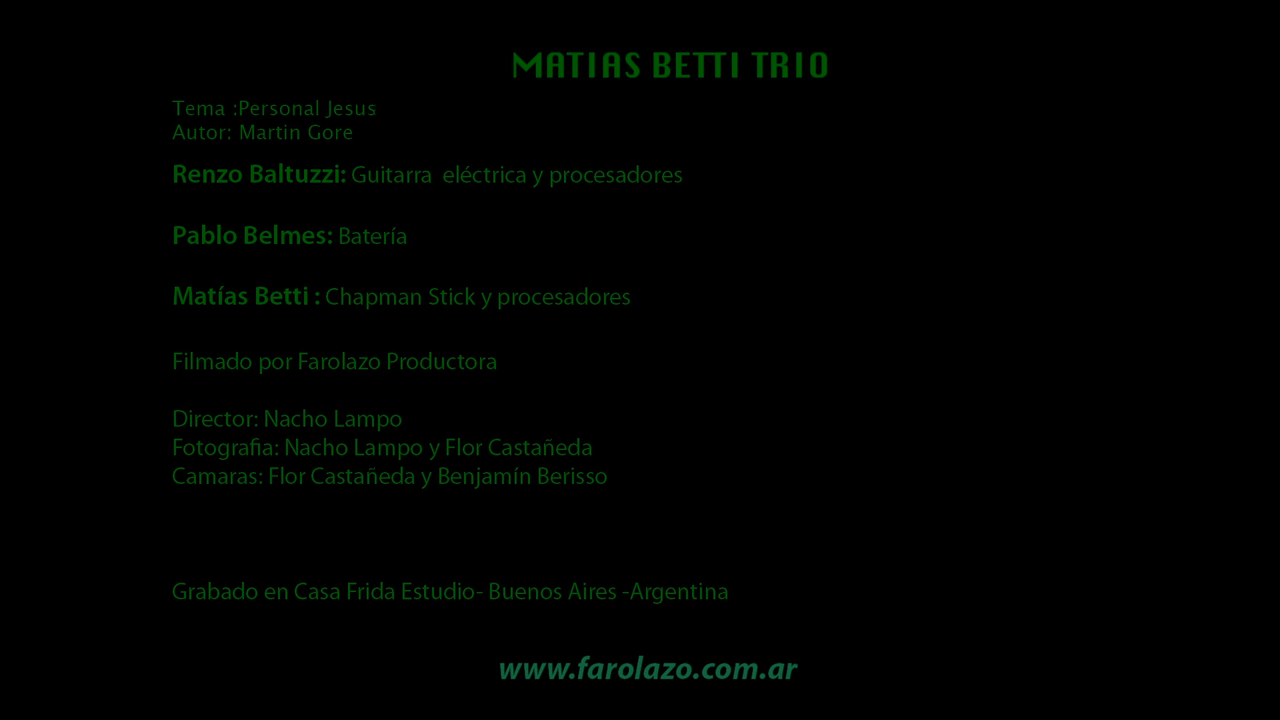 MATIAS BETTI TRIO
Tema :Personal Jesus
Autor: Martin Gore
Renzo Baltuzzi: Guitarra eléctrica y procesadores
Pablo Belmes: Batería
Matías Betti : Chapman Stick y procesadores
Filmado por Farolazo Productora
Director: Nacho Lampo
Fotografia: Nacho Lampo y Flor Castañeda
Camaras: Flor Castañeda y Benjamín Berisso
Grabado en Casa Frida Estudio- Buenos Aires -Argentina
www.farolazo.com.ar